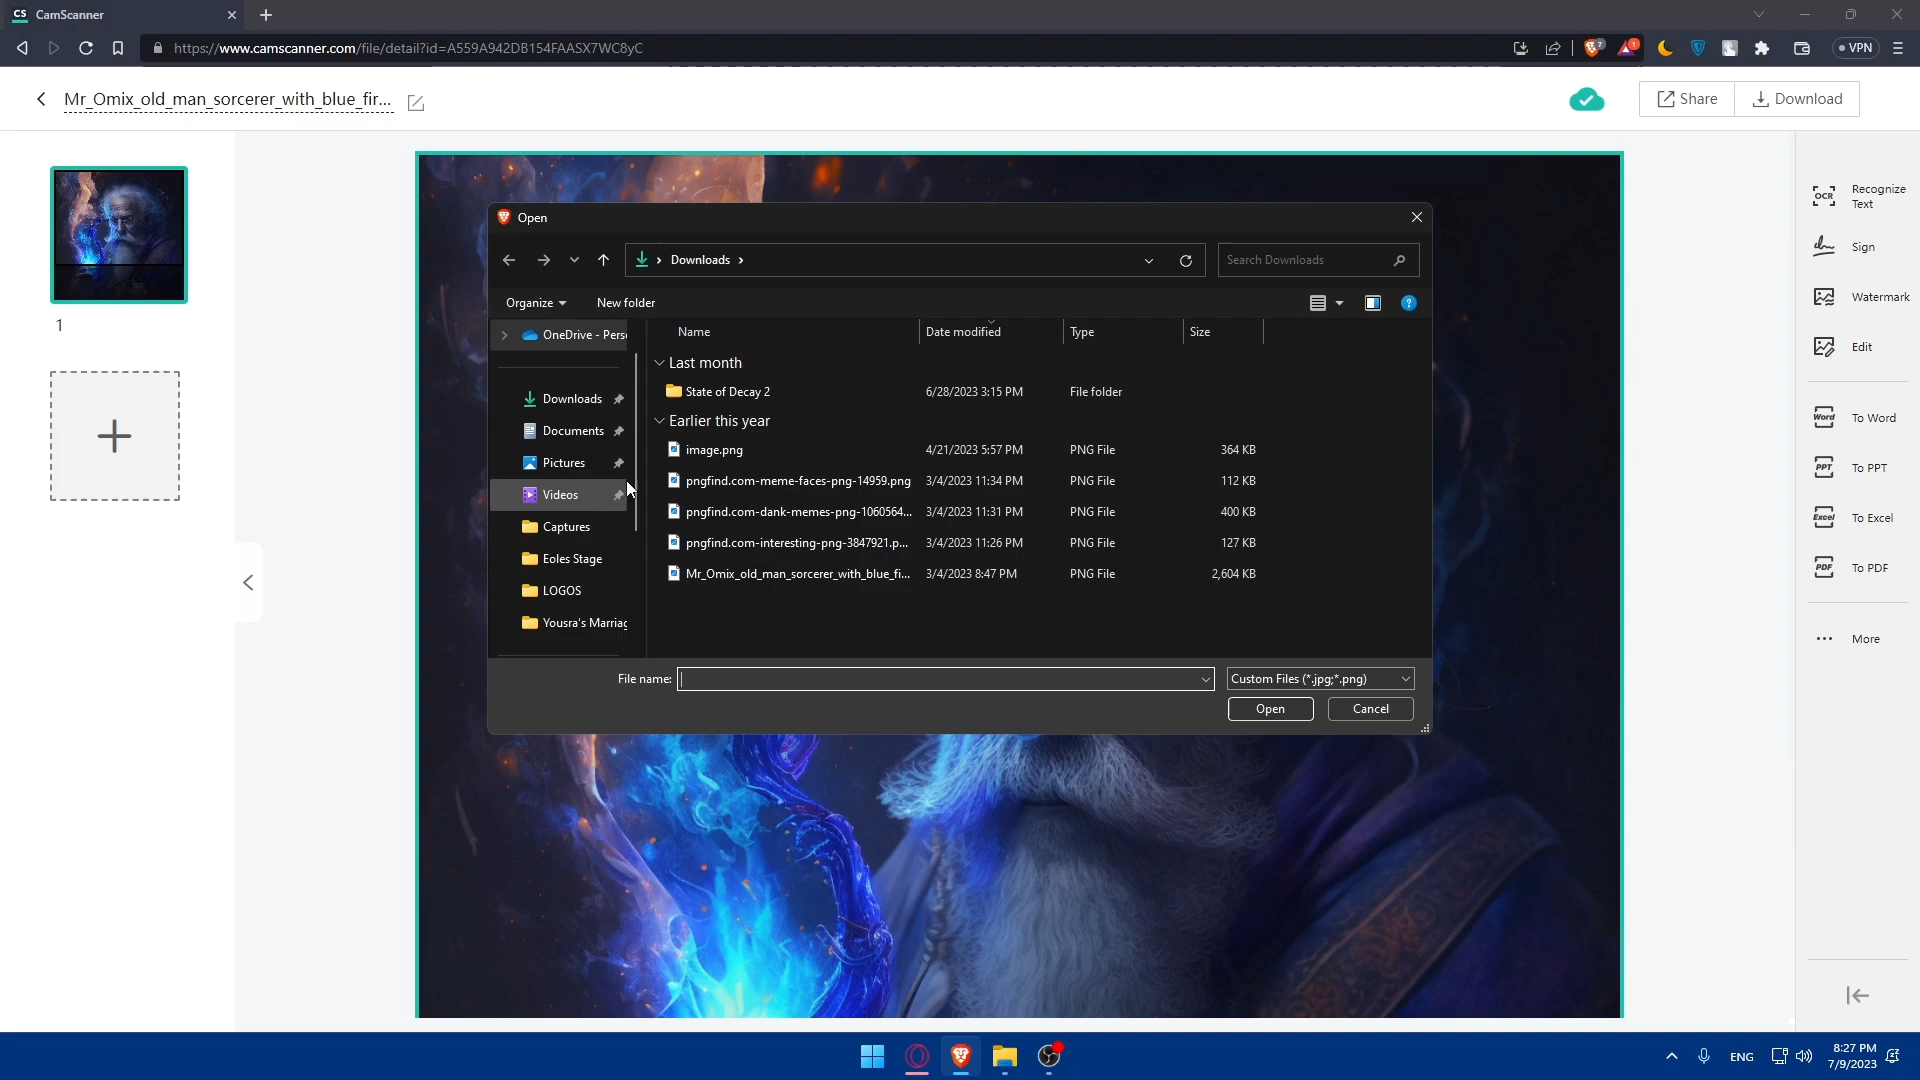 CS CamScanner
https://www.camscanner.com/file/detail?id=A559A942DB154FAASX7WC8yC
7
1
VPN
Mr_Omix_old_man_sorcerer_with_blue_fir...
Share
Download
1
Open
Downloads
Search Downloads
Organize
New folder
Name
Date modified
Type
Size
OneDrive - Pers
Downloads
Documents
Pictures
Videos
Captures
Eoles Stage
LOGOS
Yousra's Marriag
Last month
State of Decay 2
6/28/2023 3:15 PM
File folder
Earlier this year
image.png
4/21/2023 5:57 PM
PNG File
364 KB
pngfind.com-meme-faces-png-14959.png
3/4/2023 11:34 PM
PNG File
112 KB
pngfind.com-dank-memes-png-1060564...
3/4/2023 11:31 PM
PNG File
400 KB
pngfind.com-interesting-png-3847921.p...
3/4/2023 11:26 PM
PNG File
127 KB
Mr_Omix_old_man_sorcerer_with_blue_fi...
3/4/2023 8:47 PM
PNG File
2,604 KB
File name:
Custom Files (*.jpg;*.png)
Open
Cancel
OCR
Recognize
Text
Sign
Watermark
Edit
Word To Word
PPT To PPT
Excel To Excel
PDF To PDF
More
ENG
8:27 PM
7/9/2023